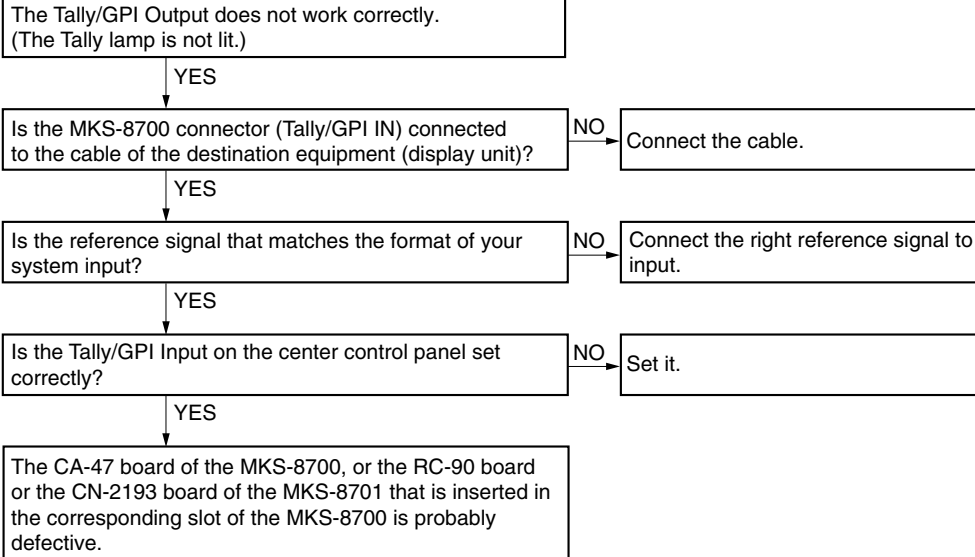 The Tally/GPI Output does not work correctly.
(The Tally lamp is not lit.)
YES
Is the MKS-8700 connector (Tally/GPI IN) connected
to the cable of the destination equipment (display unit)?
NO
Connect the cable.
YES
Is the reference signal that matches the format of your
system input?
NO
Connect the right reference signal to
input.
YES
Is the Tally/GPI Input on the center control panel set
correctly?
NO
Set it.
YES
The CA-47 board of the MKS-8700, or the RC-90 board
or the CN-2193 board of the MKS-8701 that is inserted in
the corresponding slot of the MKS-8700 is probably
defective.